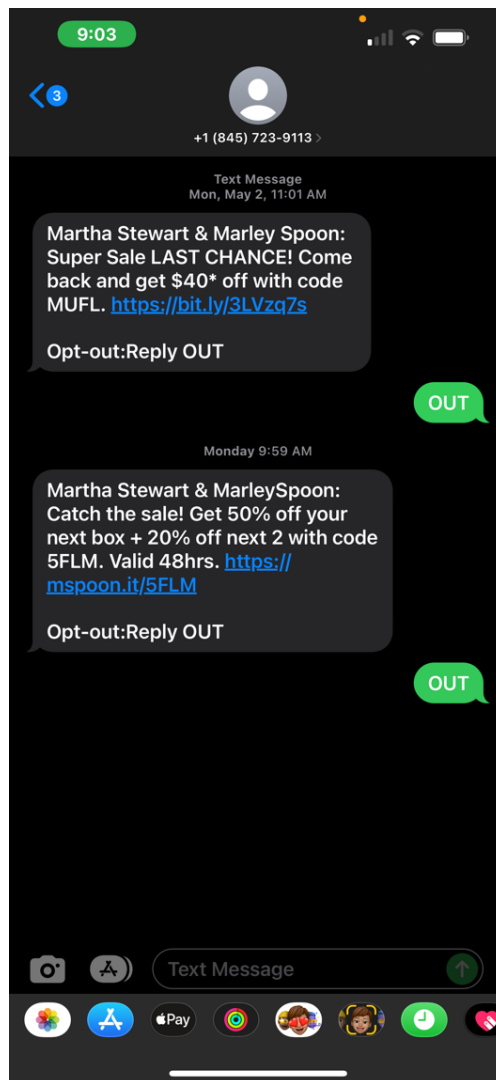 9:03
3
+1 (845) 723-9113 >
Text Message
Mon, May 2, 11:01 AM
Martha Stewart & Marley Spoon:
Super Sale LAST CHANCE! Come
back and get $40* off with code
MUFL. https://bit.ly/3LVzq7s
Opt-out:Reply OUT
OUT
Monday 9:59 AM
Martha Stewart & MarleySpoon:
Catch the sale! Get 50% off your
next box + 20% off next 2 with code
5FLM. Valid 48hrs. https://
mspoon.it/5FLM
Opt-out:Reply OUT
OUT
Text Message
Pay